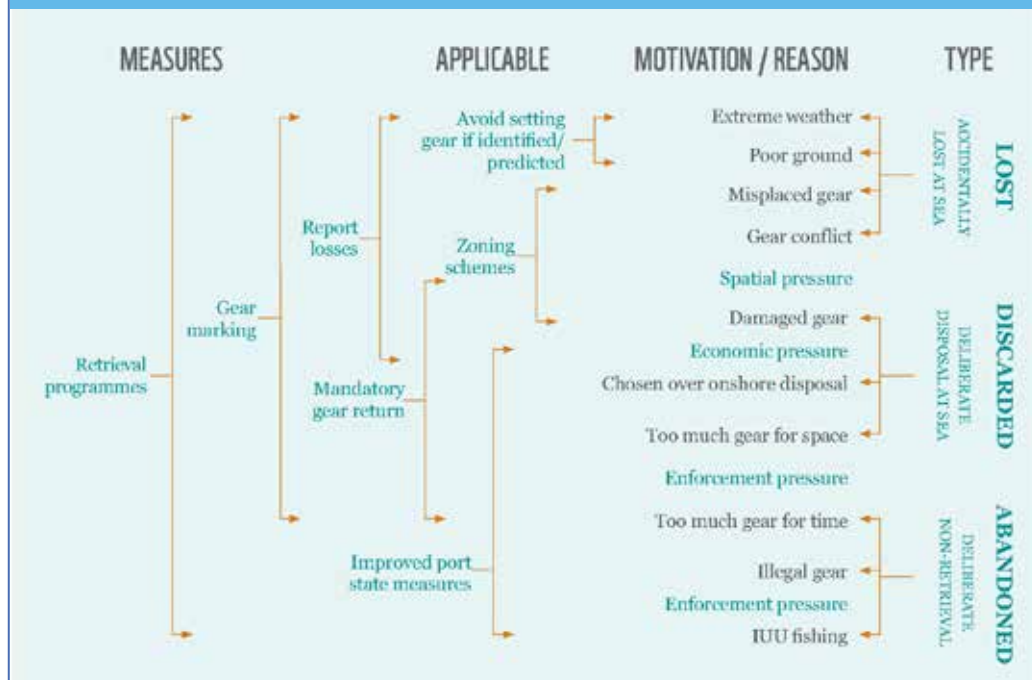 MEASURES
APPLICABLE
MOTIVATION / REASON
TYPE
Retrieval
programmes
Gear
marking
Report
losses
Mandatory
gear return
Avoid setting
gear if identified/
predicted
Zoning
schemes
Improved port
state measures
Extreme weather
Poor ground
Misplaced gear
Gear conflict
Spatial pressure
Damaged gear
Economic pressure
Chosen over onshore disposal
Too much gear for space
Enforcement pressure
Too much gear for time
Illegal gear
Enforcement pressure
IUU fishing
ACCIDENTALLY
LOST AT SEA
LOST
DELIBERATE
DISPOSAL AT SEA
DISCARDED
DELIBERATE
NON-RETRIEVAL
ABANDONED